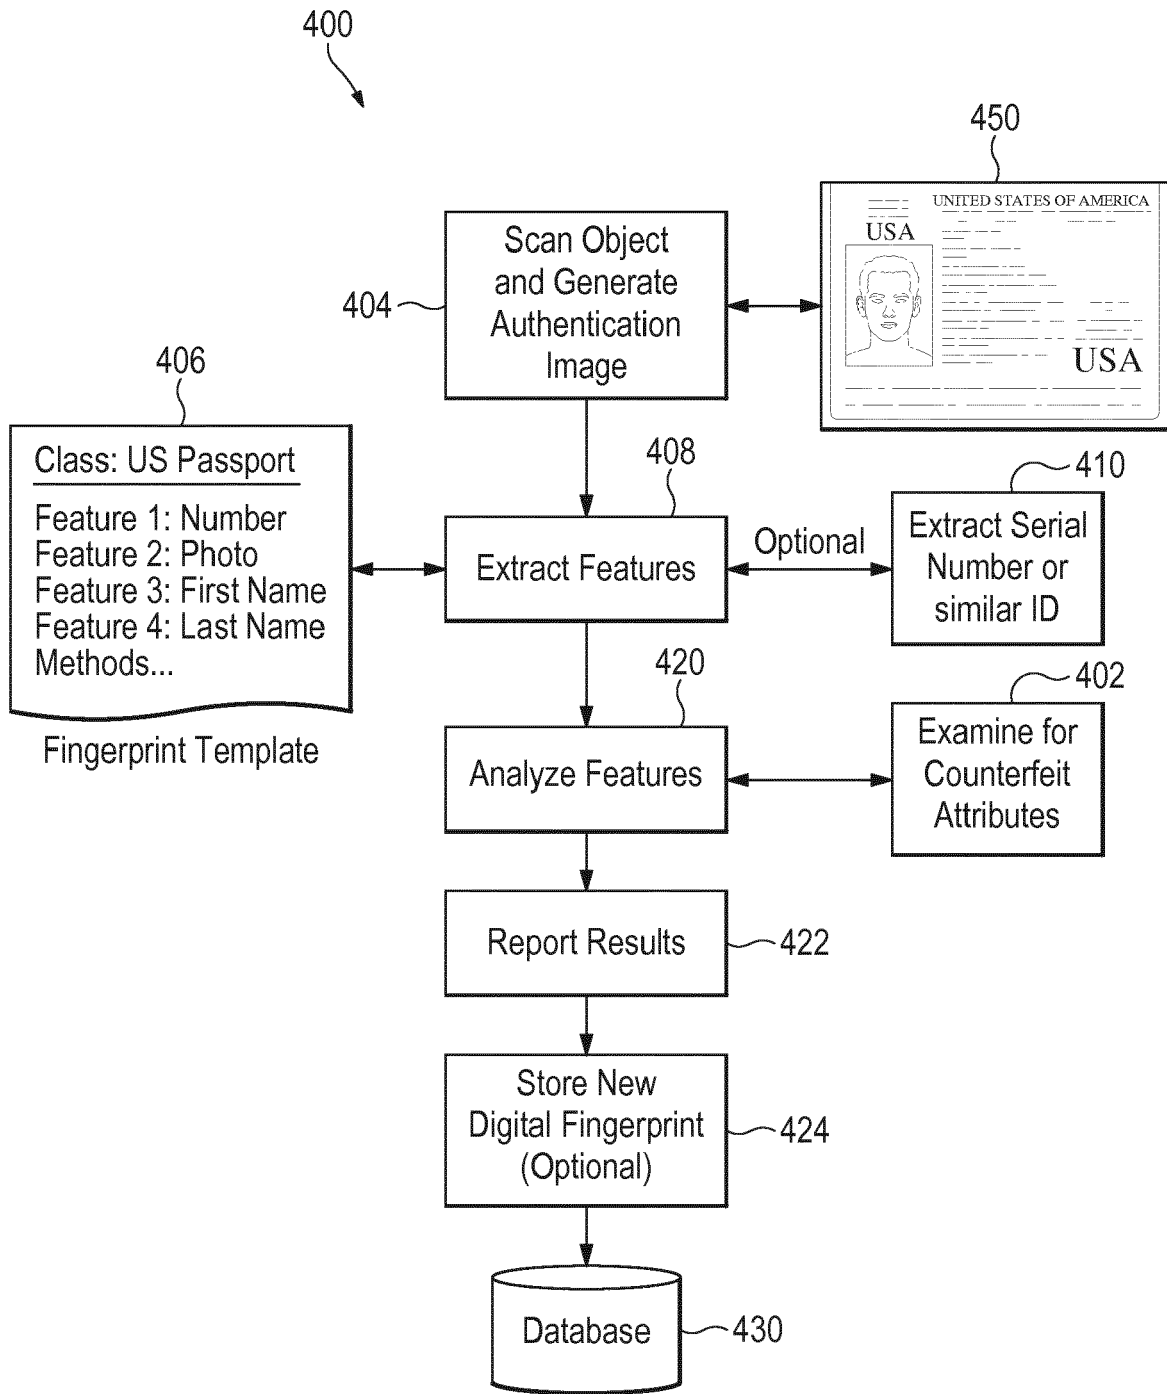 400
450
UNITED STATES OF AMERICA
USA
USA
Scan Object
and Generate
Authentication
Image
404
406
Class: US Passport
Feature 1: Number
Feature 2: Photo
Feature 3: First Name
Feature 4: Last Name
Methods...
Fingerprint Template
408
Extract Features
Optional
410
Extract Serial
Number or
similar ID
420
Analyze Features
402
Examine for
Counterfeit
Attributes
Report Results
422
Store New
Digital Fingerprint
(Optional)
424
Database
430